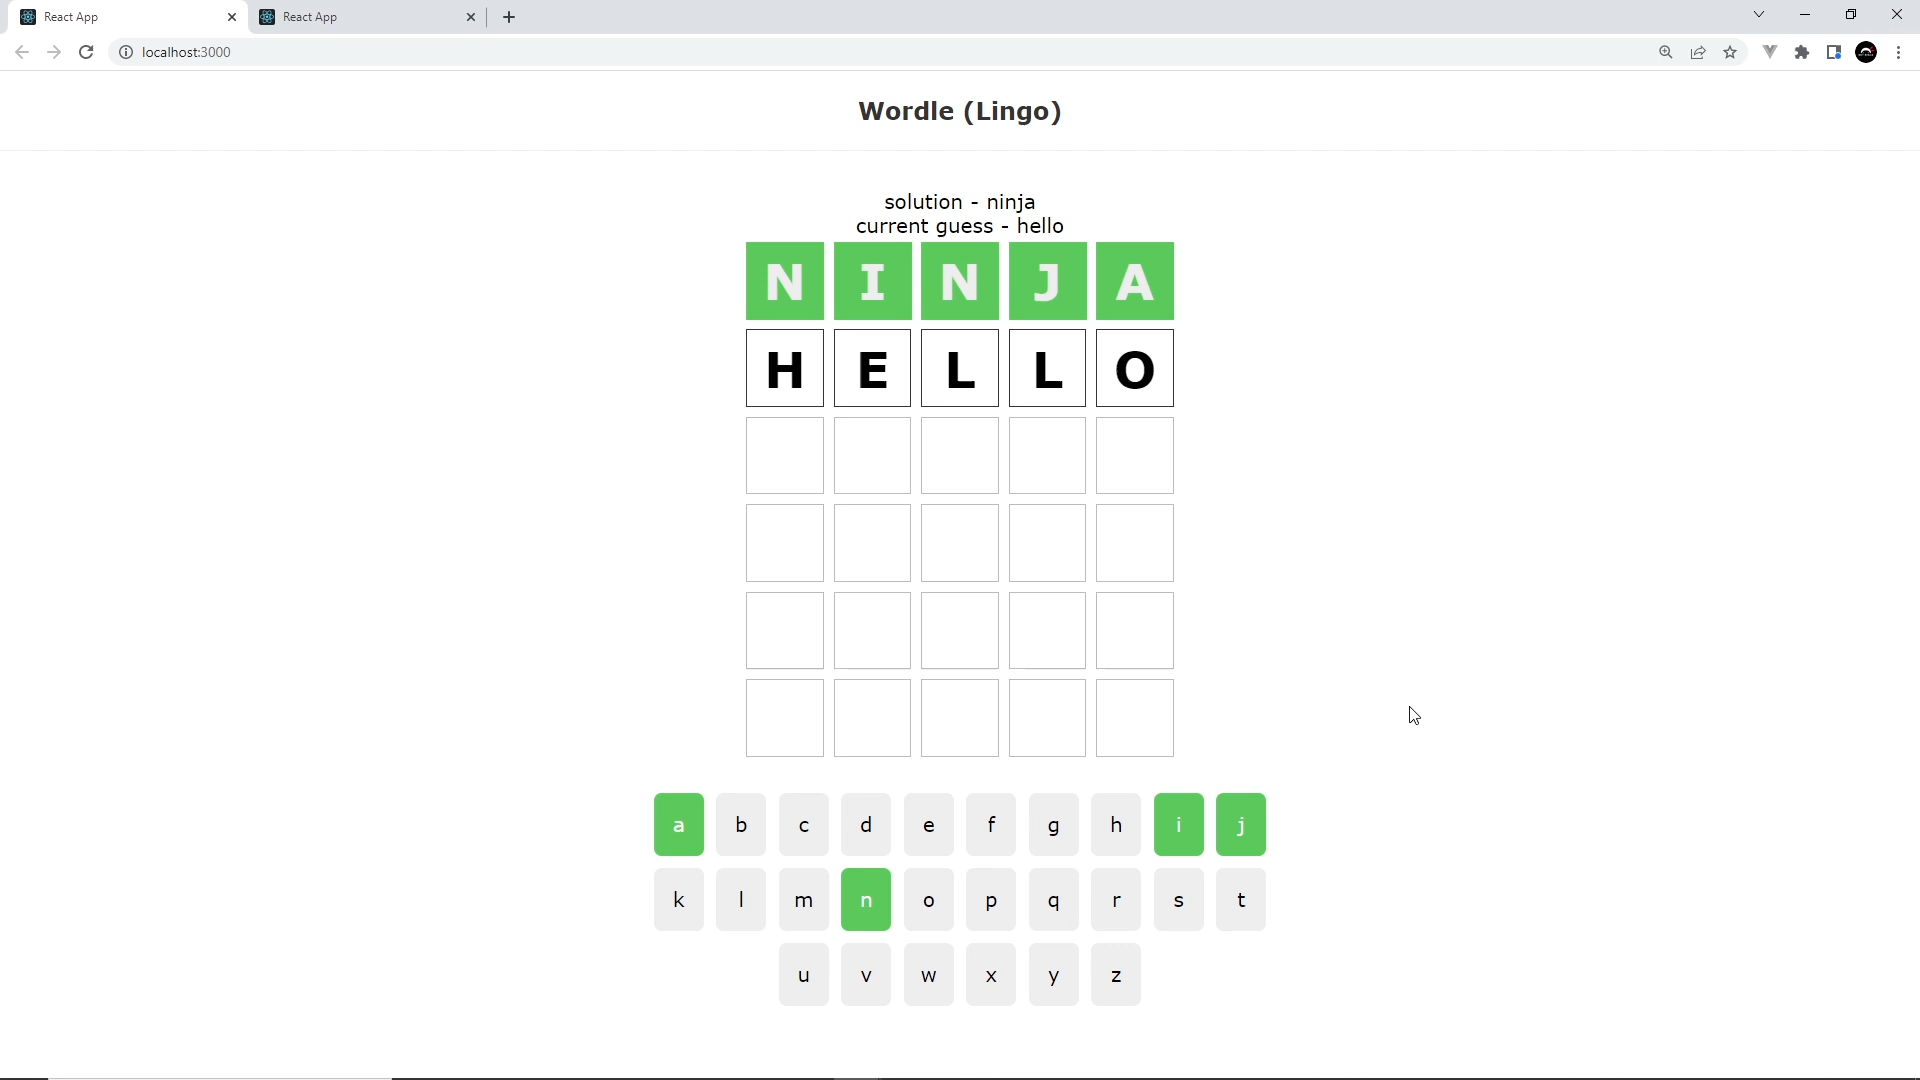 React App
React App
localhost:3000
Wordle (Lingo)
solution - ninja
current guess - hello
N I N J A
H E L L O
a b c d e f g h i j
k l m n o p q r s t
u v w x y z